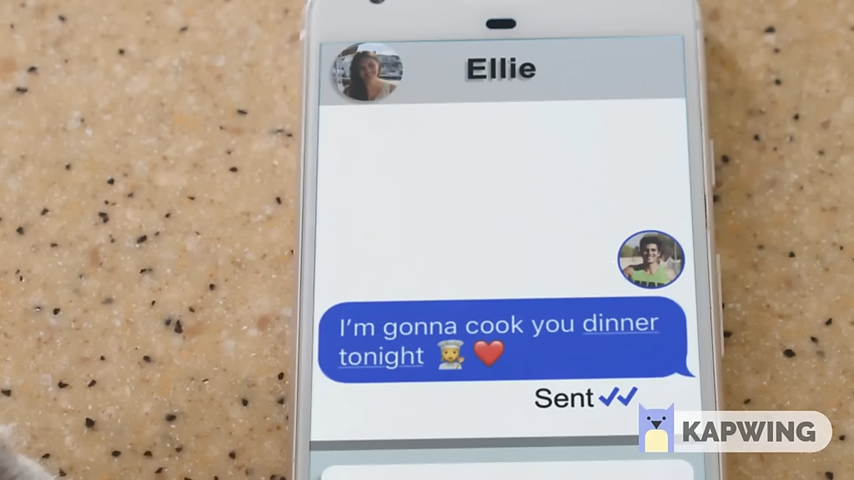 Ellie
I’m gonna cook you dinner
tonight 👩‍🍳 ❤️
Sent
KAPWING